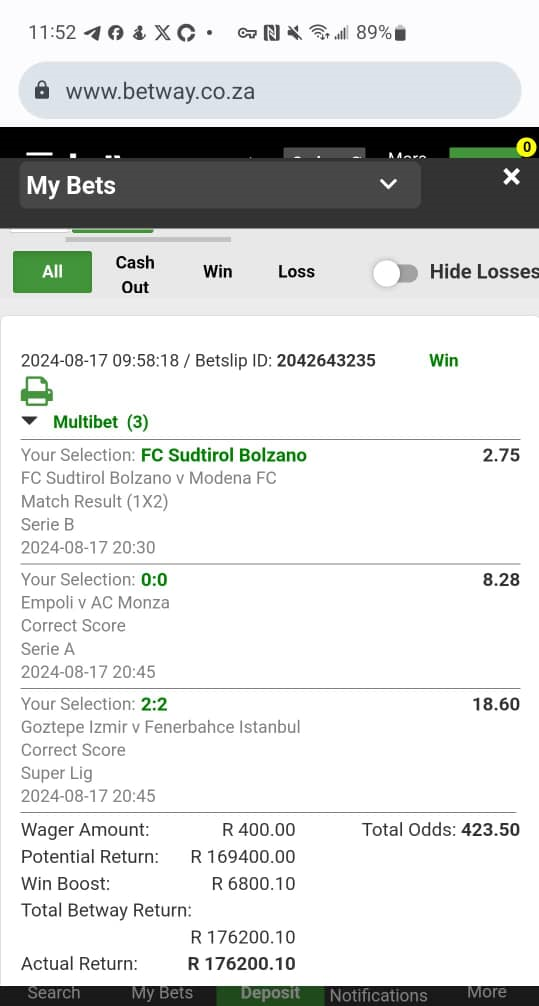 11:52 89%
www.betway.co.za
0
My Bets
All Cash Out Win Loss Hide Losses
2024-08-17 09:58:18 / Betslip ID: 2042643235 Win
Multibet (3)
Your Selection: FC Sudtirol Bolzano 2.75
FC Sudtirol Bolzano v Modena FC
Match Result (1X2)
Serie B
2024-08-17 20:30
Your Selection: 0:0 8.28
Empoli v AC Monza
Correct Score
Serie A
2024-08-17 20:45
Your Selection: 2:2 18.60
Goztepe Izmir v Fenerbahce Istanbul
Correct Score
Super Lig
2024-08-17 20:45
Wager Amount: R 400.00 Total Odds: 423.50
Potential Return: R 169400.00
Win Boost: R 6800.10
Total Betway Return:
R 176200.10
Actual Return: R 176200.10
Search My Bets Deposit Notifications More